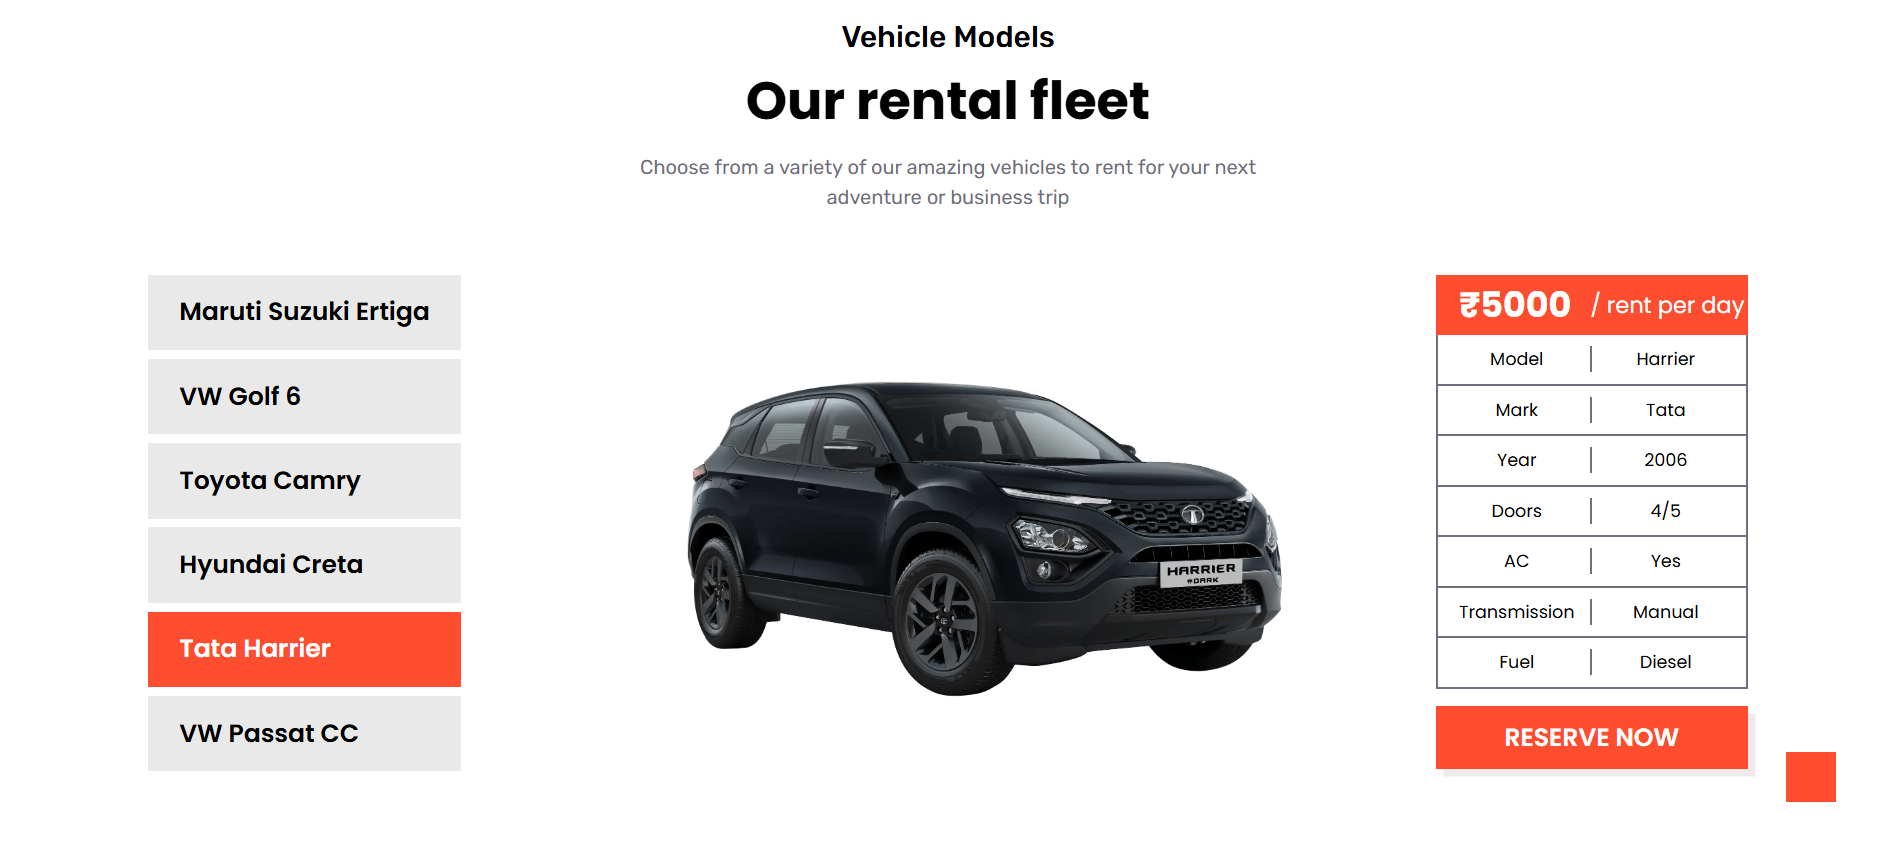 Vehicle Models
Our rental fleet
Choose from a variety of our amazing vehicles to rent for your next
adventure or business trip
Maruti Suzuki Ertiga
VW Golf 6
Toyota Camry
Hyundai Creta
Tata Harrier
VW Passat CC
HARRIER
#DARK
₹5000 / rent per day
Model Harrier
Mark Tata
Year 2006
Doors 4/5
AC Yes
Transmission Manual
Fuel Diesel
RESERVE NOW